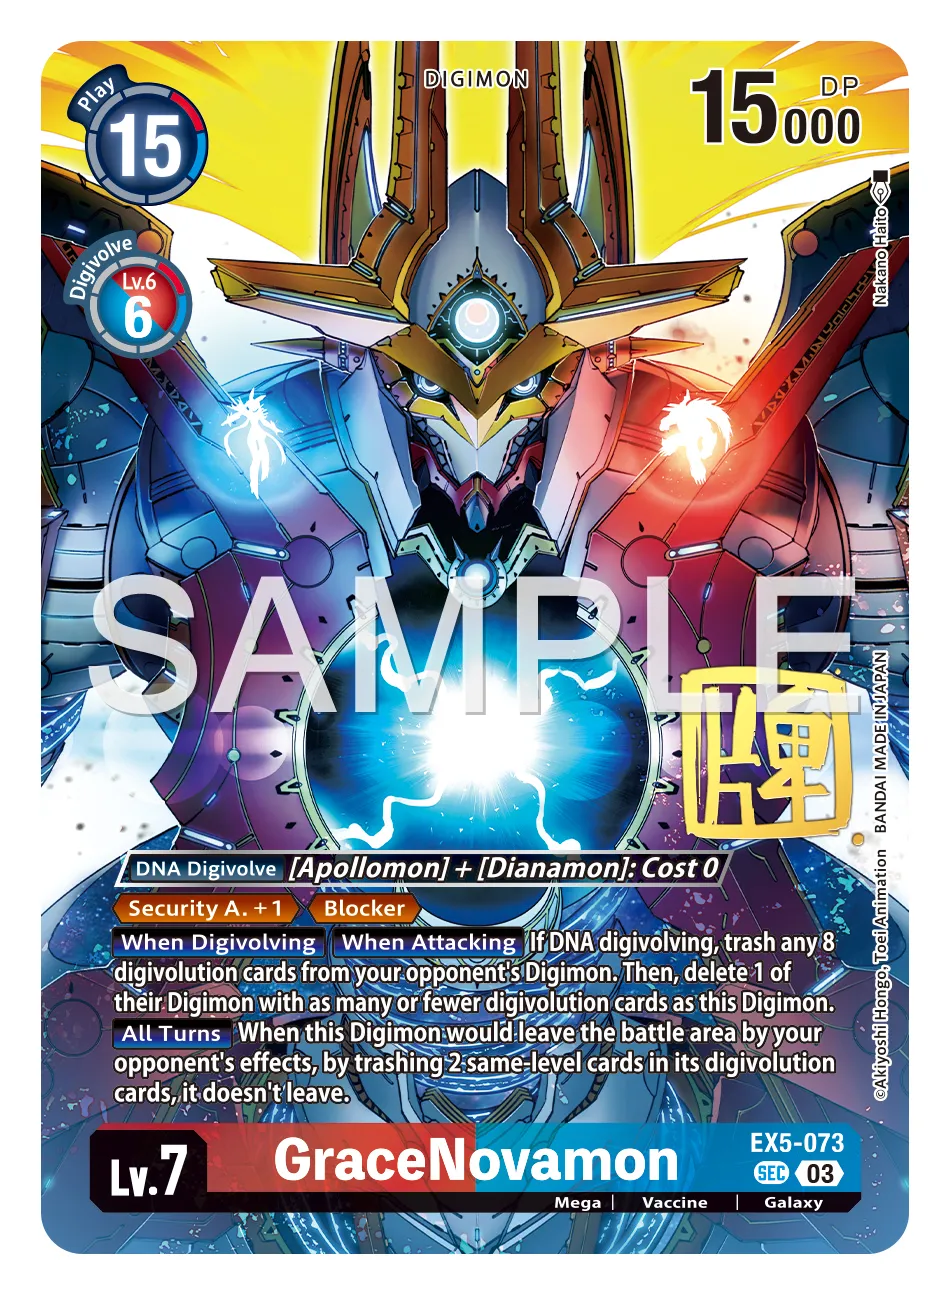 DIGIMON
Play
15
15000
DP
Digivolve
Lv.6
6
Nakano Haito
SAMPLE
牌
BANDAI MADE IN JAPAN
©Akiyoshi Hongo, Toei Animation
DNA Digivolve [Apollomon] + [Dianamon]: Cost 0
Security A. +1 Blocker
When Digivolving When Attacking If DNA digivolving, trash any 8
digivolution cards from your opponent's Digimon. Then, delete 1 of
their Digimon with as many or fewer digivolution cards as this Digimon.
All Turns When this Digimon would leave the battle area by your
opponent's effects, by trashing 2 same-level cards in its digivolution
cards, it doesn't leave.
Lv.7
GraceNovamon
EX5-073
SEC 03
Mega | Vaccine | Galaxy